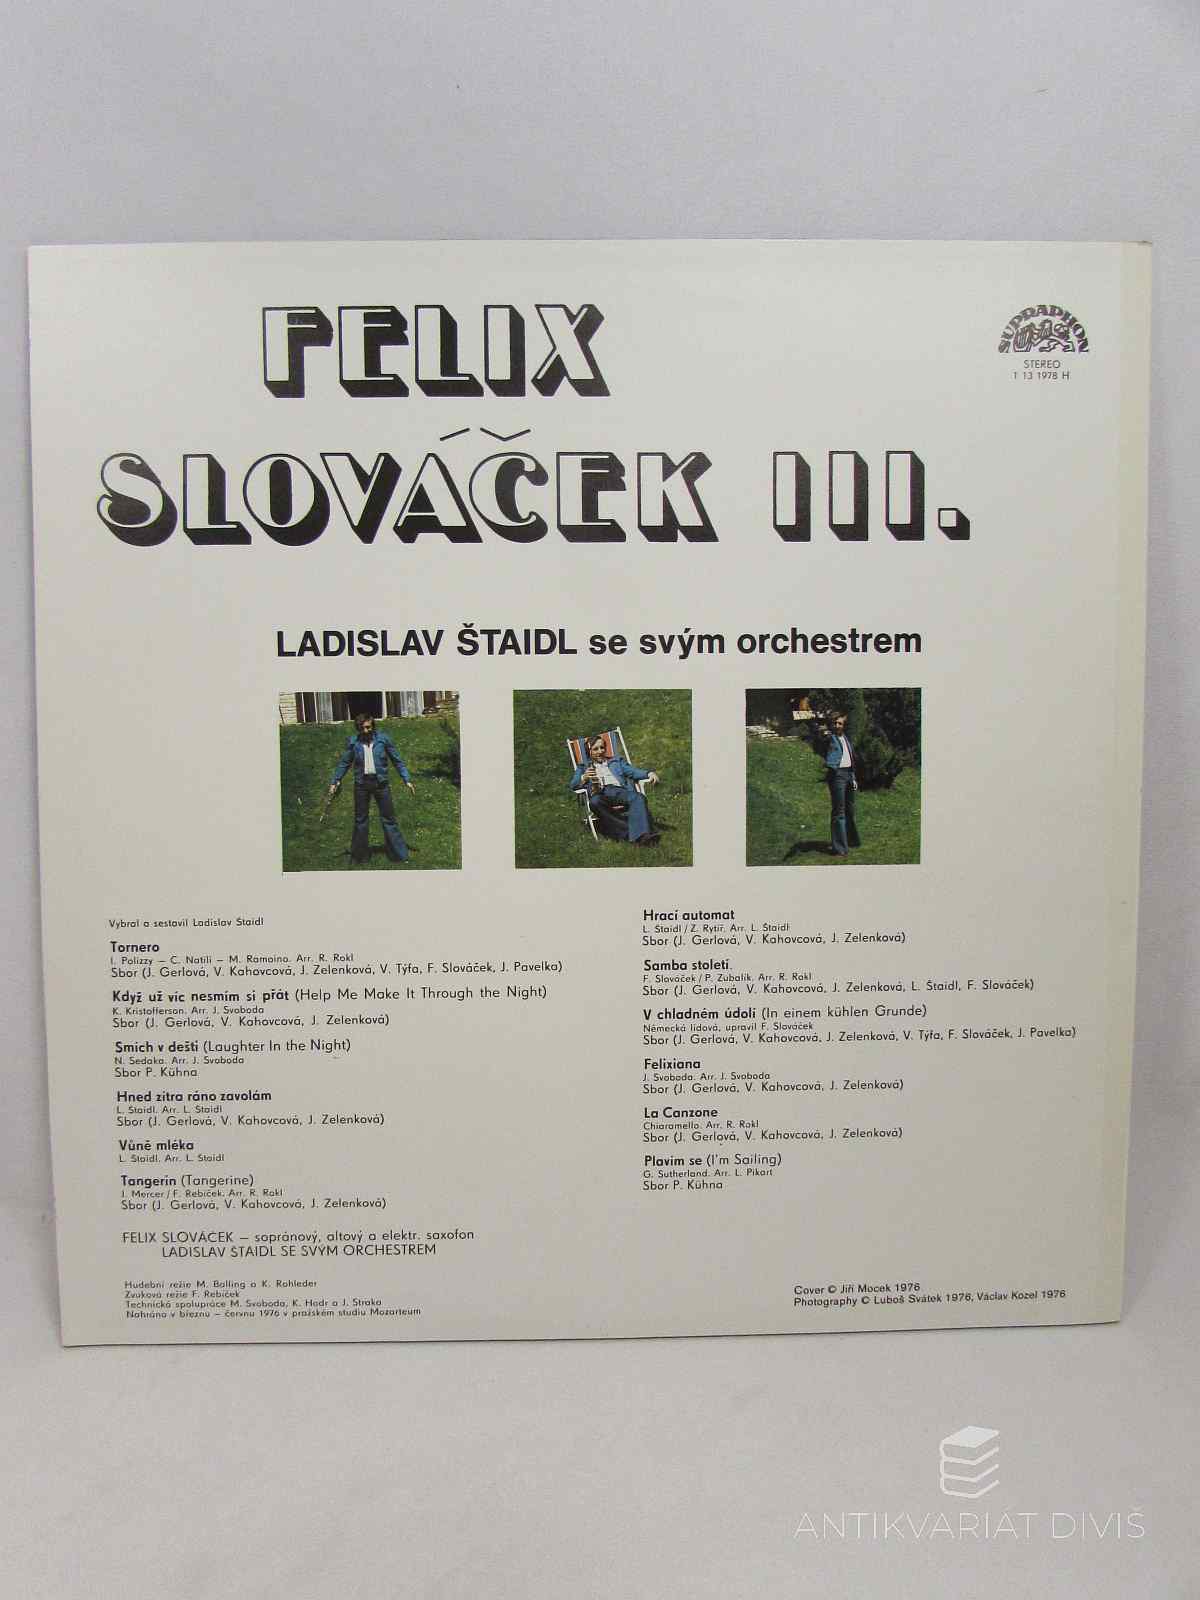 FELIX
SLOVÁČEK III.
SUPRAPHON
STEREO
1 13 1978 H
LADISLAV ŠTAIDL se svým orchestrem
Vybral a sestavil Ladislav Štaidl
Tornero
I. Polizzy – C. Natili – M. Ramoino. Arr. R. Rokl
Sbor (J. Gerlová, V. Kahovcová, J. Zelenková, V. Týfa, F. Slováček, J. Pavelka)
Když už víc nesmím si přát (Help Me Make It Through the Night)
K. Kristofferson. Arr. J. Svoboda
Sbor (J. Gerlová, V. Kahovcová, J. Zelenková)
Smích v dešti (Laughter In the Night)
N. Sedaka. Arr. J. Svoboda
Sbor P. Kühna
Hned zítra ráno zavolám
L. Štaidl. Arr. L. Štaidl
Sbor (J. Gerlová, V. Kahovcová, J. Zelenková)
Vůně mléka
L. Štaidl. Arr. L. Štaidl
Tangerín (Tangerine)
J. Mercer / F. Řebíček. Arr. R. Rokl
Sbor (J. Gerlová, V. Kahovcová, J. Zelenková)
FELIX SLOVÁČEK – sopránový, altový a elektr. saxofon
LADISLAV ŠTAIDL SE SVÝM ORCHESTREM
Hudební režie M. Balling a K. Rohleder
Zvuková režie F. Řebíček
Technická spolupráce M. Svoboda, K. Hodr a J. Straka
Nahráno v březnu – červnu 1976 v pražském studiu Mozarteum
Hrací automat
L. Štaidl / Z. Rytíř. Arr. L. Štaidl
Sbor (J. Gerlová, V. Kahovcová, J. Zelenková)
Samba století.
F. Slováček / P. Zubalík. Arr. R. Rokl
Sbor (J. Gerlová, V. Kahovcová, J. Zelenková, L. Štaidl, F. Slováček)
V chladném údolí (In einem kühlen Grunde)
Německá lidová, upravil F. Slováček
Sbor (J. Gerlová, V. Kahovcová, J. Zelenková, V. Týfa, F. Slováček, J. Pavelka)
Felixiana
J. Svoboda. Arr. J. Svoboda
Sbor (J. Gerlová, V. Kahovcová, J. Zelenková)
La Canzone
Chiaramello. Arr. R. Rokl
Sbor (J. Gerlová, V. Kahovcová, J. Zelenková)
Plavím se (I'm Sailing)
G. Sutherland. Arr. L. Pikart
Sbor P. Kühna
Cover © Jiří Mocek 1976
Photography © Luboš Svátek 1976, Václav Kozel 1976
ANTIKVARIÁT DIVIŠ